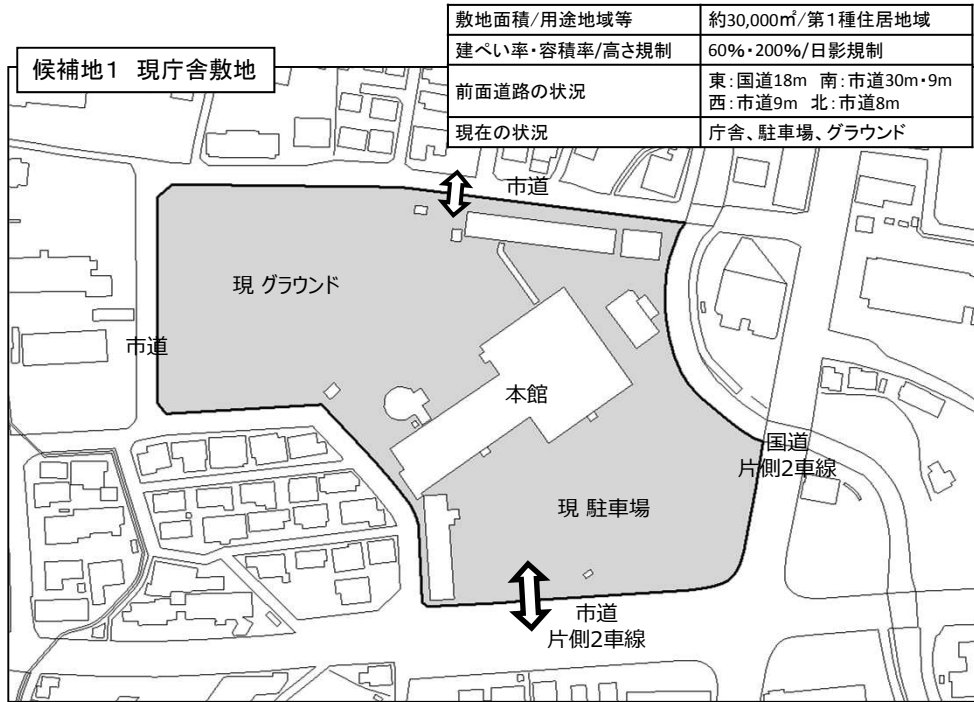 候補地1 現庁舎敷地
敷地面積/用途地域等 約30,000㎡/第1種住居地域
建ぺい率・容積率/高さ規制 60%・200%/日影規制
前面道路の状況 東:国道18m 南:市道30m・9m
西:市道9m 北:市道8m
現在の状況 庁舎、駐車場、グラウンド
市道
現 グラウンド
市道
本館
国道
片側2車線
現 駐車場
市道
片側2車線